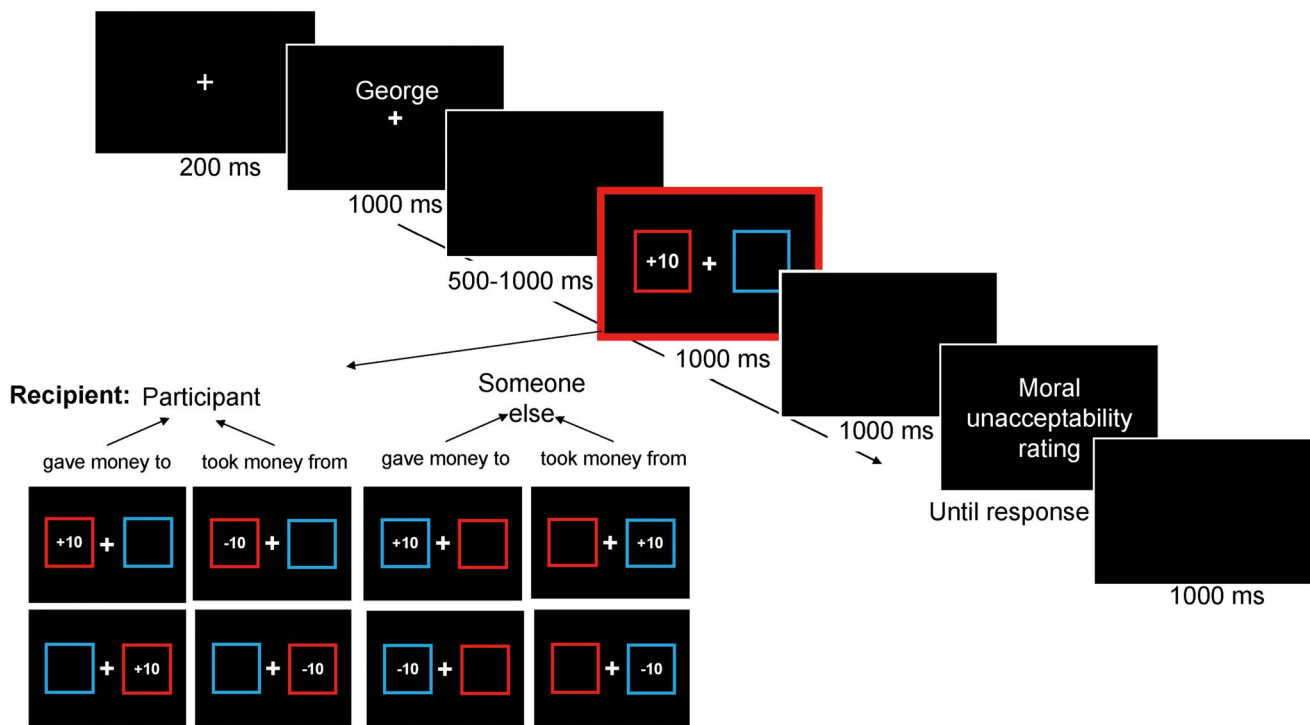 +
200 ms
George
+
1000 ms
500-1000 ms
+10 +
1000 ms
1000 ms
Moral
unacceptability
rating
Until response
1000 ms
Recipient: Participant
Someone
else
gave money to took money from gave money to took money from
+10 + -10 + +10 + + +10
+ +10 + -10 -10 + + -10